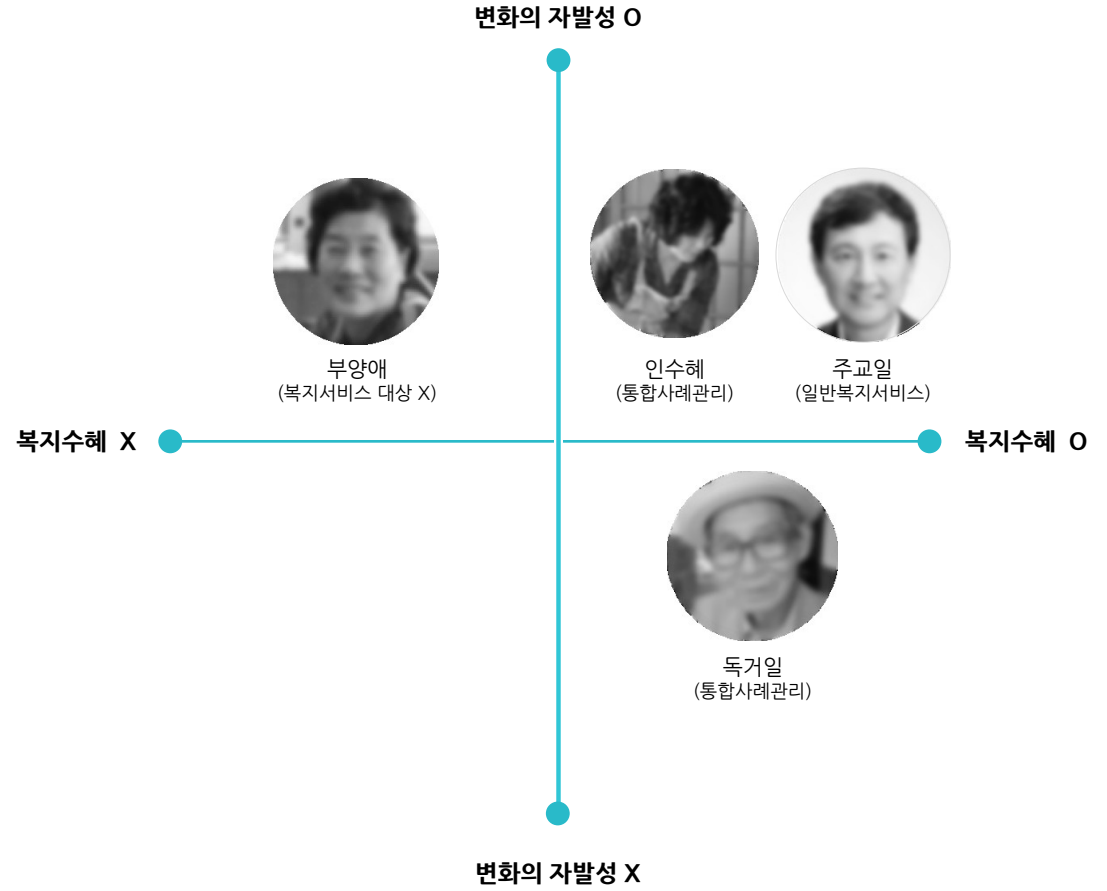 변화의 자발성 O
부양애
(복지서비스 대상 X)
인수혜
(통합사례관리)
주교일
(일반복지서비스)
복지수혜 X
복지수혜 O
독거일
(통합사례관리)
변화의 자발성 X